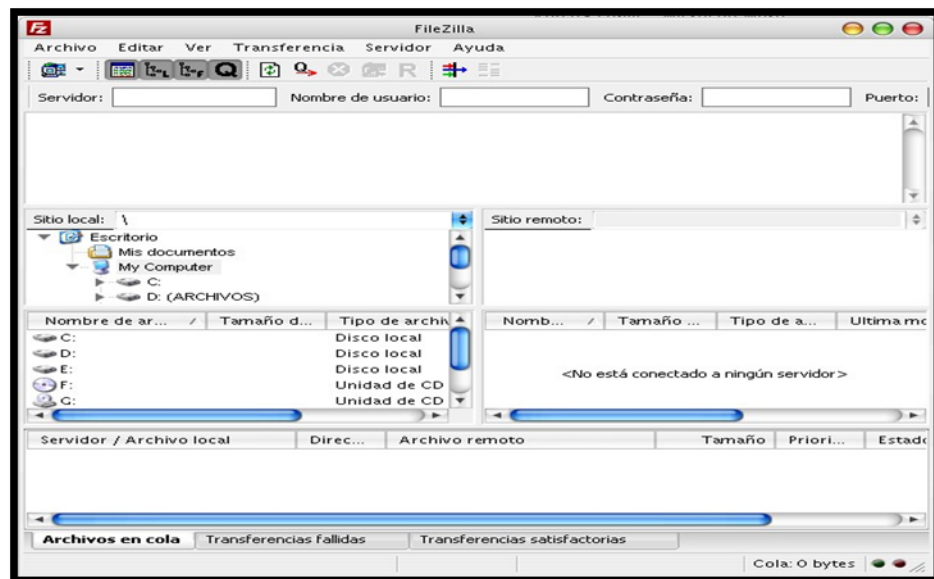 FileZilla
Archivo Editar Ver Transferencia Servidor Ayuda
Servidor: Nombre de usuario: Contraseña: Puerto:
Sitio local: \
Escritorio
Mis documentos
My Computer
C:
D: (ARCHIVOS)
Sitio remoto:
Nombre de ar... / Tamaño d... Tipo de archiv
C: Disco local
D: Disco local
E: Disco local
F: Unidad de CD
G: Unidad de CD
Nomb... / Tamaño ... Tipo de a... Ultima mc
<No está conectado a ningún servidor>
Servidor / Archivo local Direc... Archivo remoto Tamaño Priori... Estado
Archivos en cola Transferencias fallidas Transferencias satisfactorias
Cola: 0 bytes